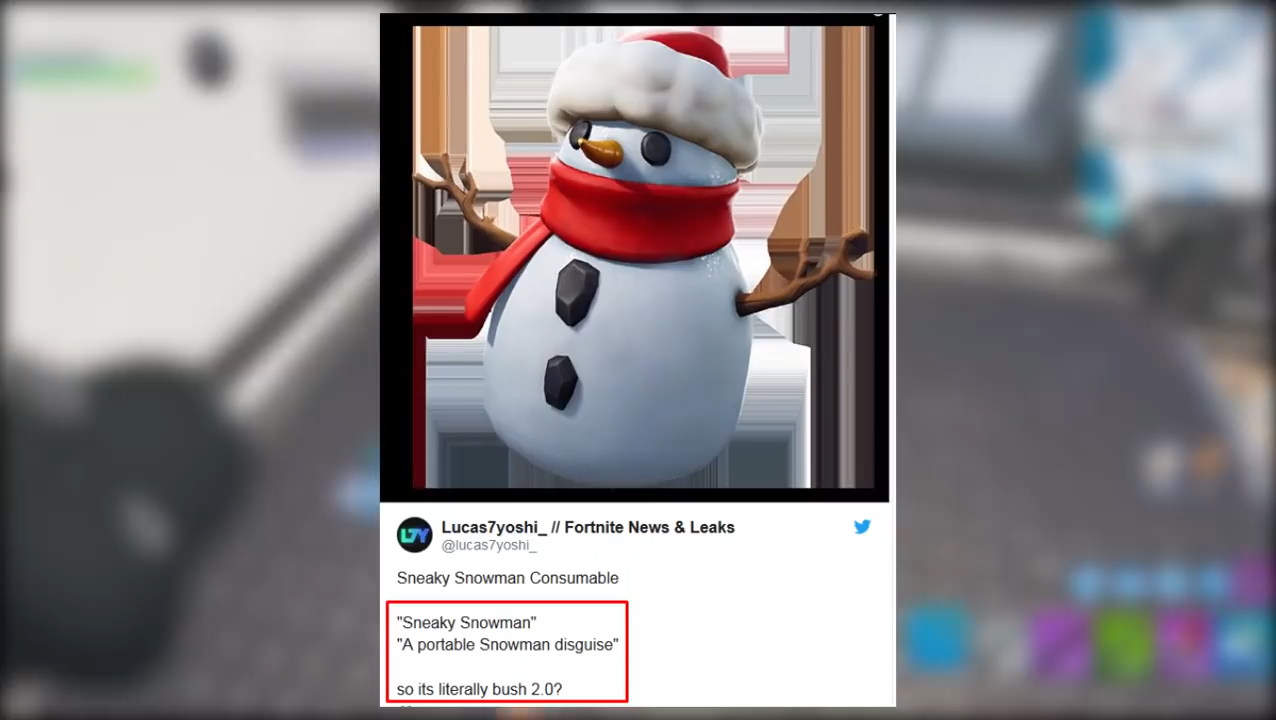 L7Y
Lucas7yoshi_ // Fortnite News & Leaks
@lucas7yoshi_
Sneaky Snowman Consumable
"Sneaky Snowman"
"A portable Snowman disguise"
so its literally bush 2.0?